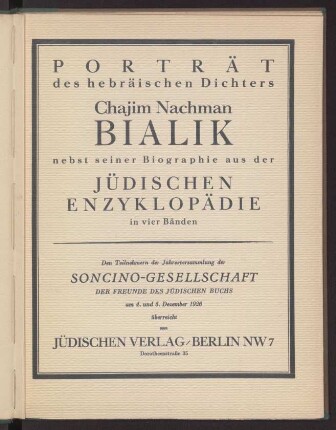 PORTRÄT
des hebräischen Dichters
Chajim Nachman
BIALIK
nebst seiner Biographie aus der
JÜDISCHEN
ENZYKLOPÄDIE
in vier Bänden
Den Teilnehmern der Jahresversammlung der
SONCINO-GESELLSCHAFT
DER FREUNDE DES JÜDISCHEN BUCHS
am 4. und 5. Dezember 1926
überreicht
vom
JÜDISCHEN VERLAG / BERLIN NW 7
Dorotheenstraße 35